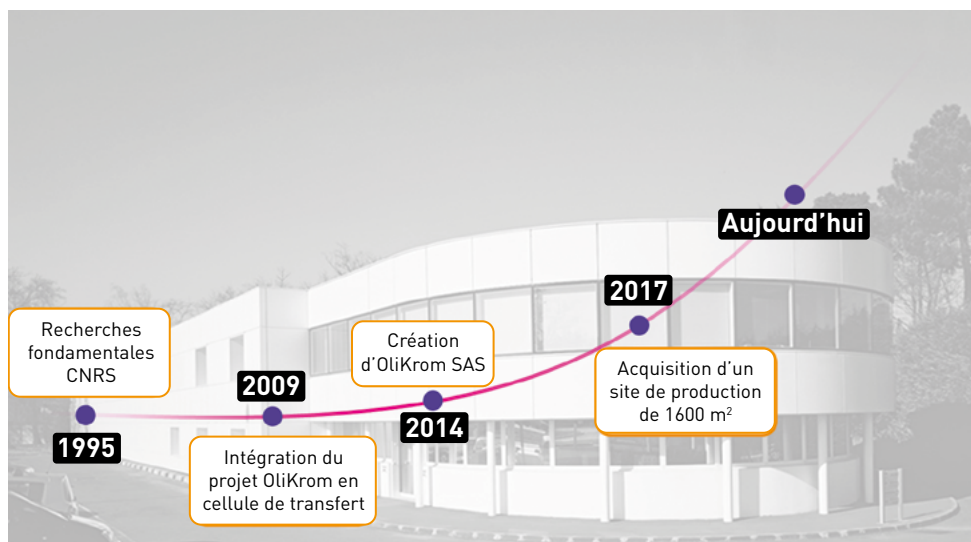 Recherches
fondamentales
CNRS
1995
2009
Intégration du
projet OliKrom en
cellule de transfert
Création
d’OliKrom SAS
2014
2017
Acquisition d’un
site de production
de 1600 m²
Aujourd’hui